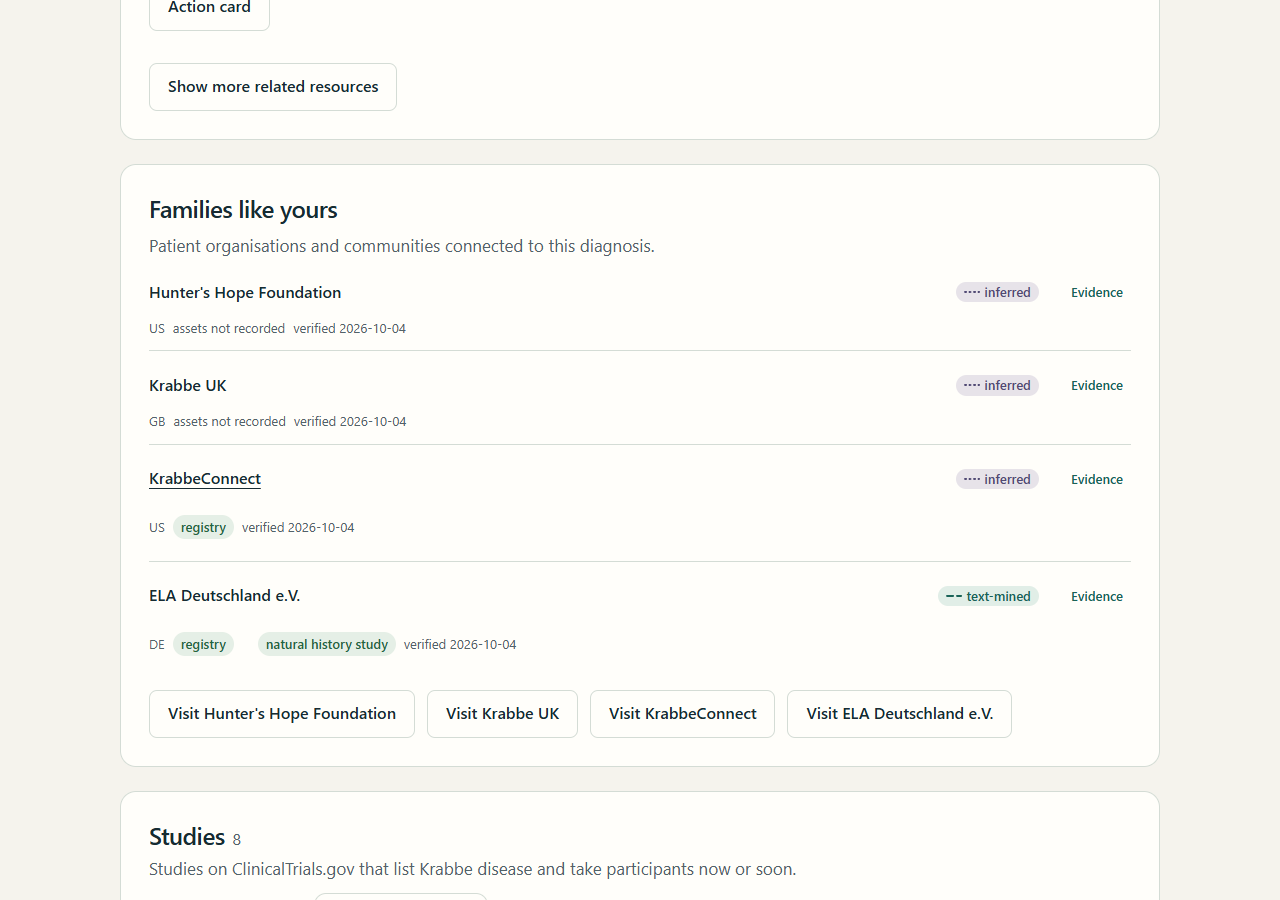 Action card
Show more related resources
Families like yours
Patient organisations and communities connected to this diagnosis.
Hunter's Hope Foundation inferred Evidence
US assets not recorded verified 2026-10-04
Krabbe UK inferred Evidence
GB assets not recorded verified 2026-10-04
KrabbeConnect inferred Evidence
US registry verified 2026-10-04
ELA Deutschland e.V. text-mined Evidence
DE registry natural history study verified 2026-10-04
Visit Hunter's Hope Foundation Visit Krabbe UK Visit KrabbeConnect Visit ELA Deutschland e.V.
Studies 8
Studies on ClinicalTrials.gov that list Krabbe disease and take participants now or soon.